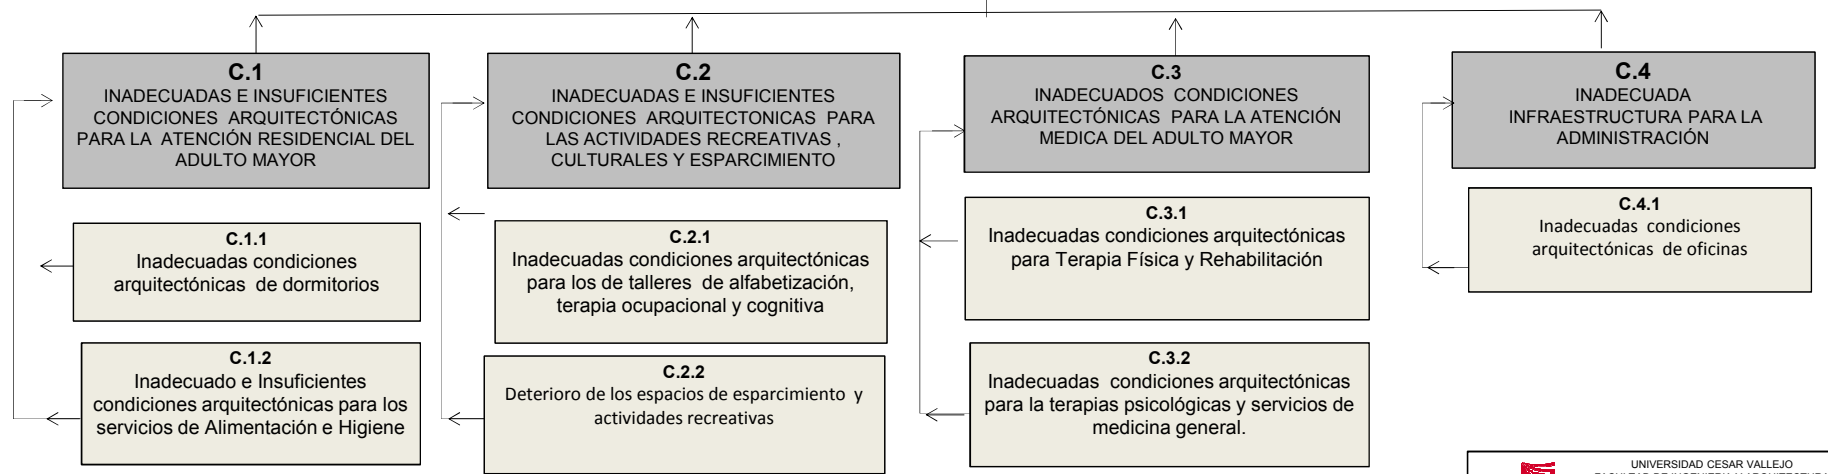 C.1
INADECUADAS E INSUFICIENTES
CONDICIONES ARQUITECTÓNICAS
PARA LA ATENCIÓN RESIDENCIAL DEL
ADULTO MAYOR
C.1.1
Inadecuadas condiciones
arquitectónicas de dormitorios
C.1.2
Inadecuado e Insuficientes
condiciones arquitectónicas para los
servicios de Alimentación e Higiene
C.2
INADECUADAS E INSUFICIENTES
CONDICIONES ARQUITECTONICAS PARA
LAS ACTIVIDADES RECREATIVAS ,
CULTURALES Y ESPARCIMIENTO
C.2.1
Inadecuadas condiciones arquitectónicas
para los de talleres de alfabetización,
terapia ocupacional y cognitiva
C.2.2
Deterioro de los espacios de esparcimiento y
actividades recreativas
C.3
INADECUADOS CONDICIONES
ARQUITECTÓNICAS PARA LA ATENCIÓN
MEDICA DEL ADULTO MAYOR
C.3.1
Inadecuadas condiciones arquitectónicas
para Terapia Física y Rehabilitación
C.3.2
Inadecuadas condiciones arquitectónicas
para la terapias psicológicas y servicios de
medicina general.
C.4
INADECUADA
INFRAESTRUCTURA PARA LA
ADMINISTRACIÓN
C.4.1
Inadecuadas condiciones
arquitectónicas de oficinas
UNIVERSIDAD CESAR VALLEJO